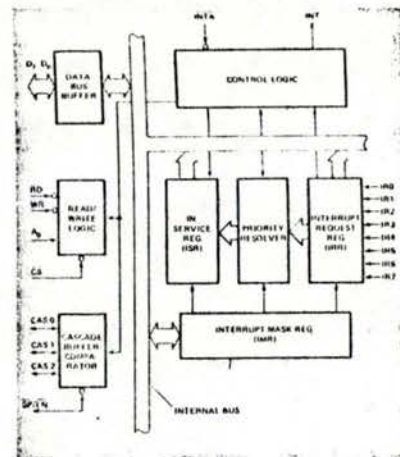 INTA
INT
D7 D0
DATA
BUS
BUFFER
CONTROL LOGIC
RD
WR
A0
CS
READ/
WRITE
LOGIC
IN
SERVICE
REG
(ISR)
PRIORITY
RESOLVER
INTERRUPT
REQUEST
REG
(IRR)
IR0
IR1
IR2
IR3
IR4
IR5
IR6
IR7
CAS 0
CAS 1
CAS 2
CASCADE
BUFFER
COMPA
RATOR
INTERRUPT MASK REG
(IMR)
SP/EN
INTERNAL BUS